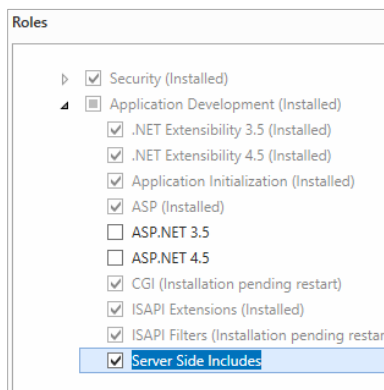 Roles
Security (Installed)
Application Development (Installed)
.NET Extensibility 3.5 (Installed)
.NET Extensibility 4.5 (Installed)
Application Initialization (Installed)
ASP (Installed)
ASP.NET 3.5
ASP.NET 4.5
CGI (Installation pending restart)
ISAPI Extensions (Installed)
ISAPI Filters (Installation pending restar
Server Side Includes